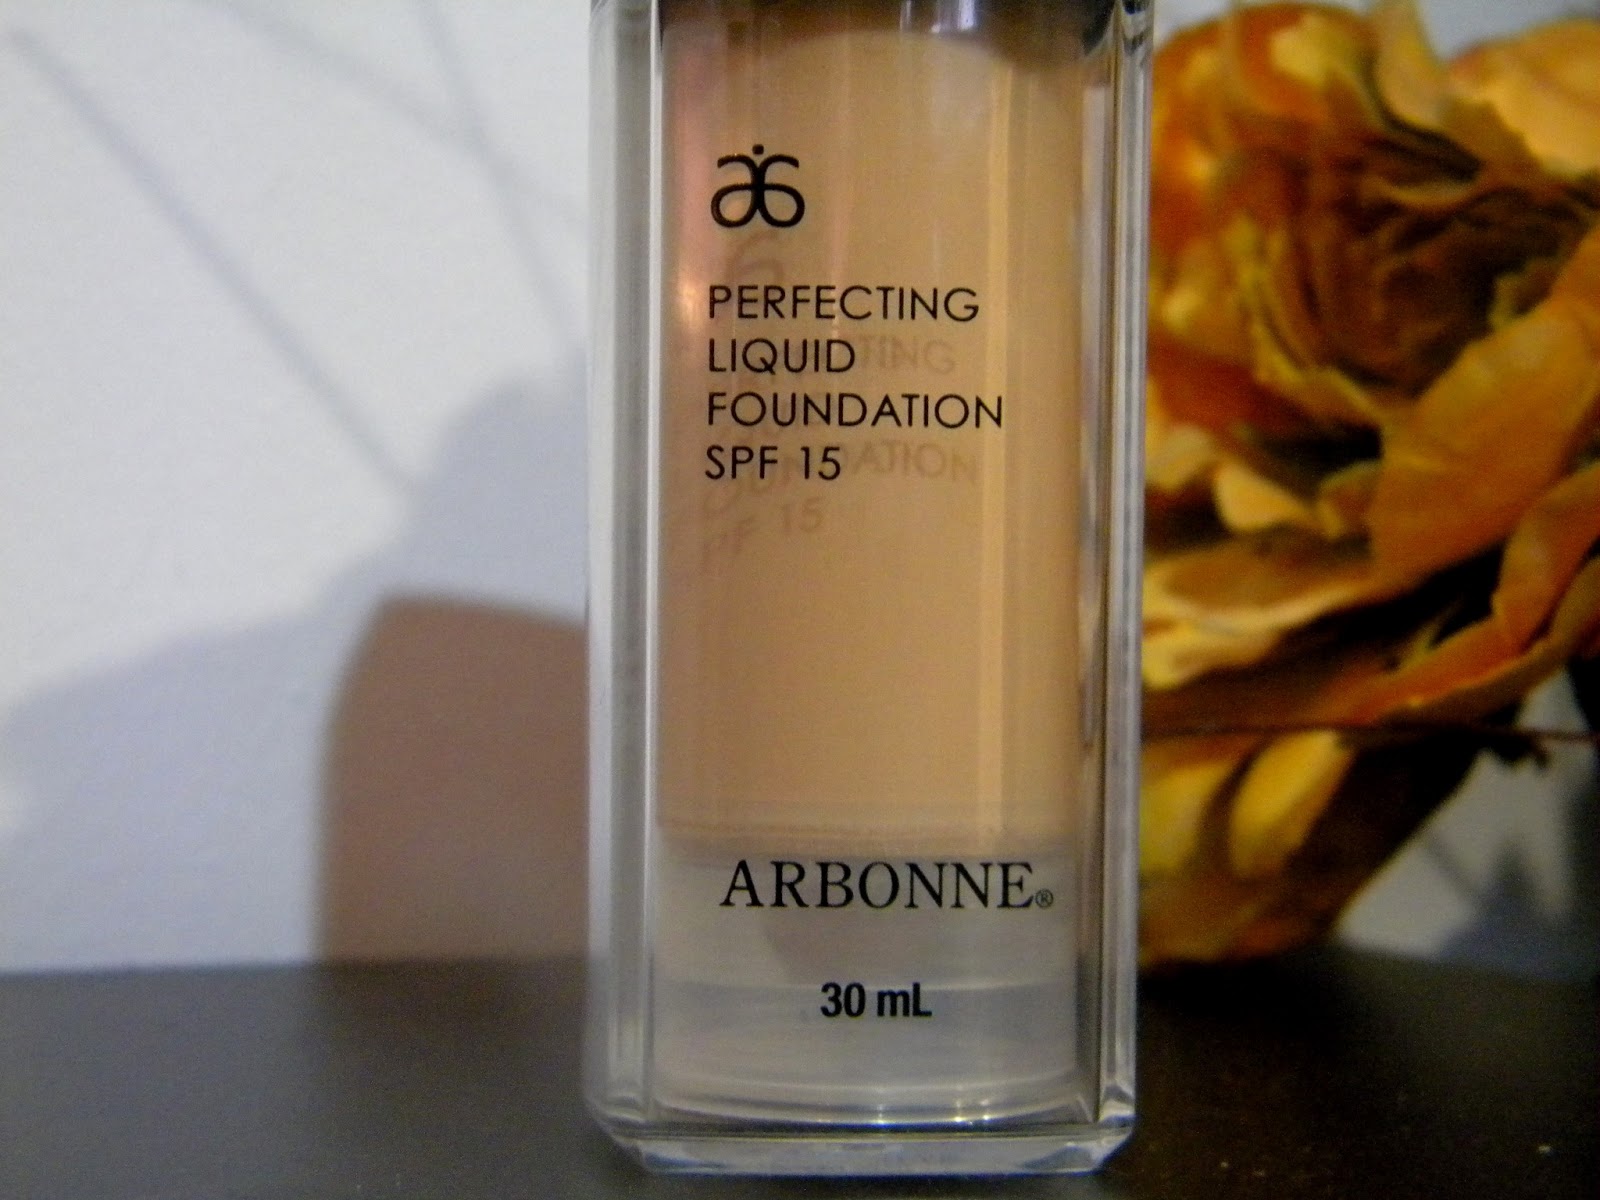 PERFECTING
LIQUID
FOUNDATION
SPF 15
ARBONNE®
30 mL